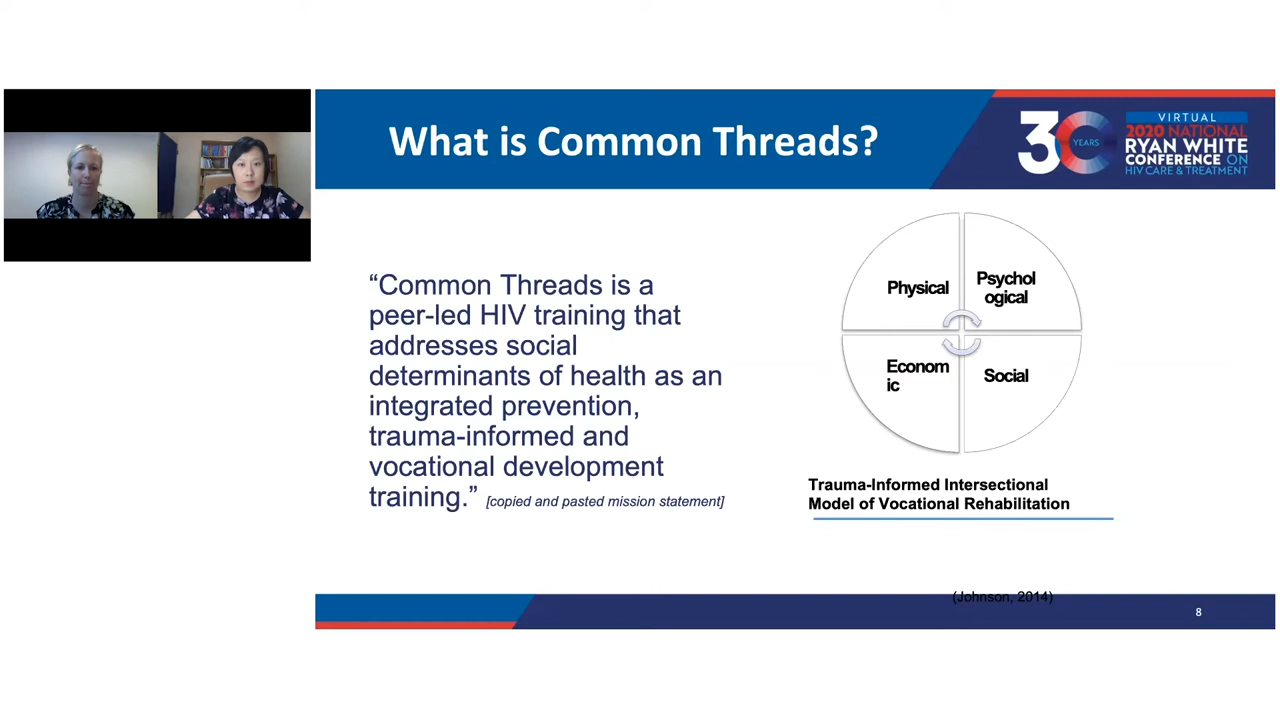 What is Common Threads?
30 YEARS
VIRTUAL
2020 NATIONAL
RYAN WHITE
CONFERENCE ON
HIV CARE & TREATMENT
“Common Threads is a
peer-led HIV training that
addresses social
determinants of health as an
integrated prevention,
trauma-informed and
vocational development
training.” [copied and pasted mission statement]
Physical
Psychol
ogical
Econom
ic
Social
Trauma-Informed Intersectional
Model of Vocational Rehabilitation
(Johnson, 2014)
8